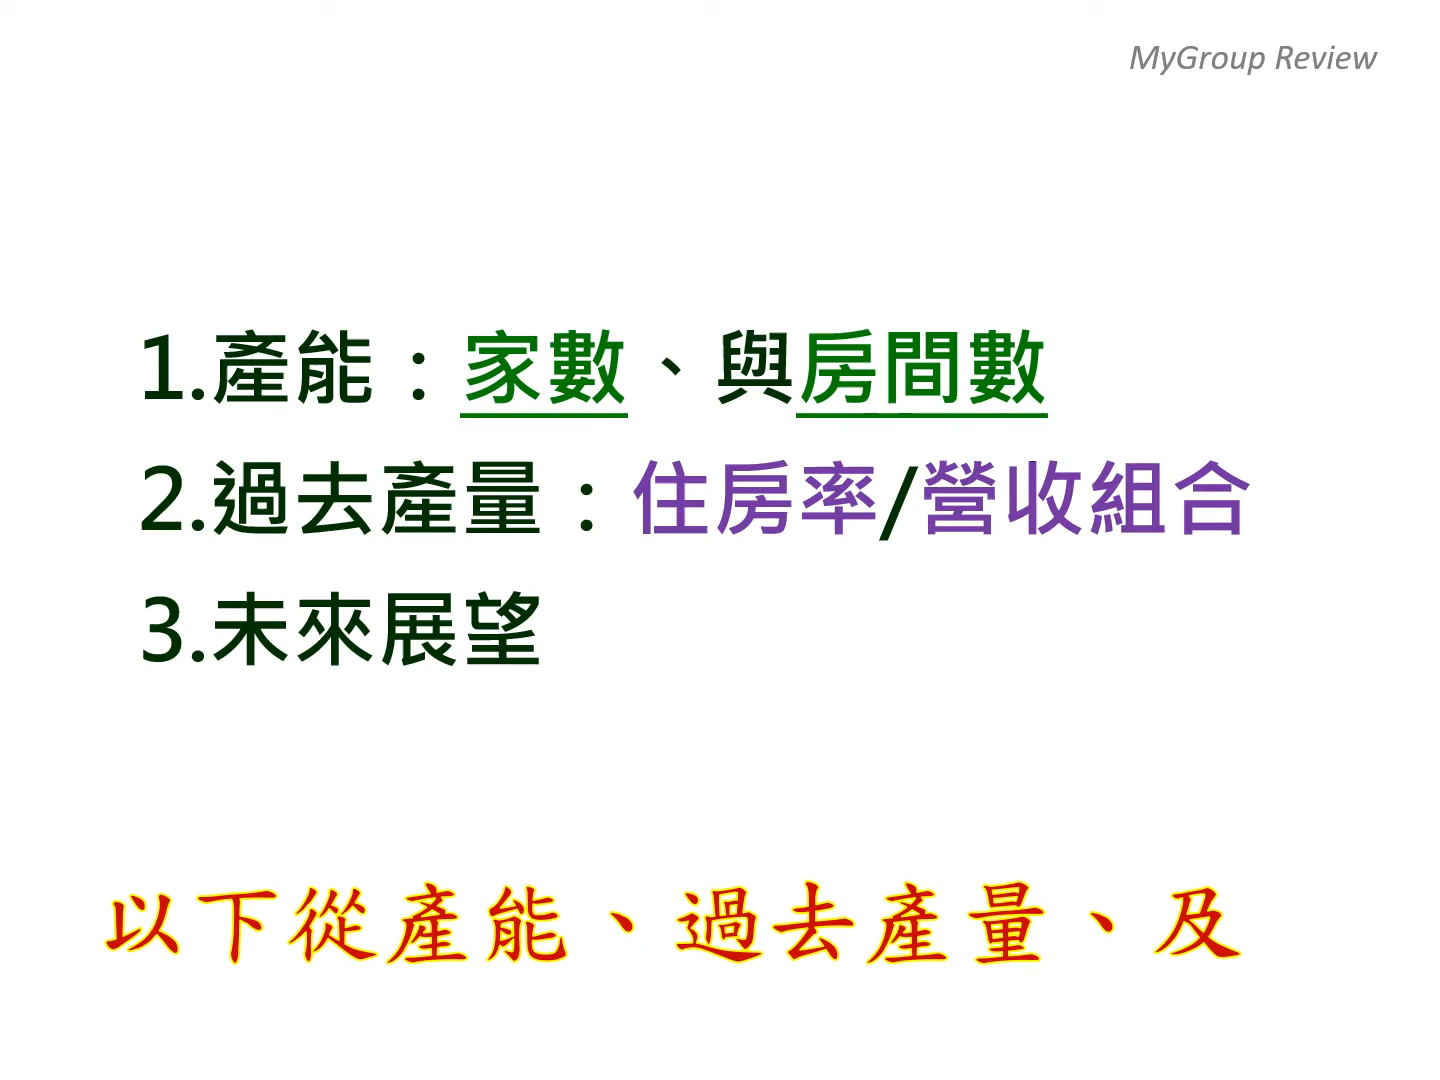 MyGroup Review
1.產能：家數、與房間數
2.過去產量：住房率/營收組合
3.未來展望
以下從產能、過去產量、及